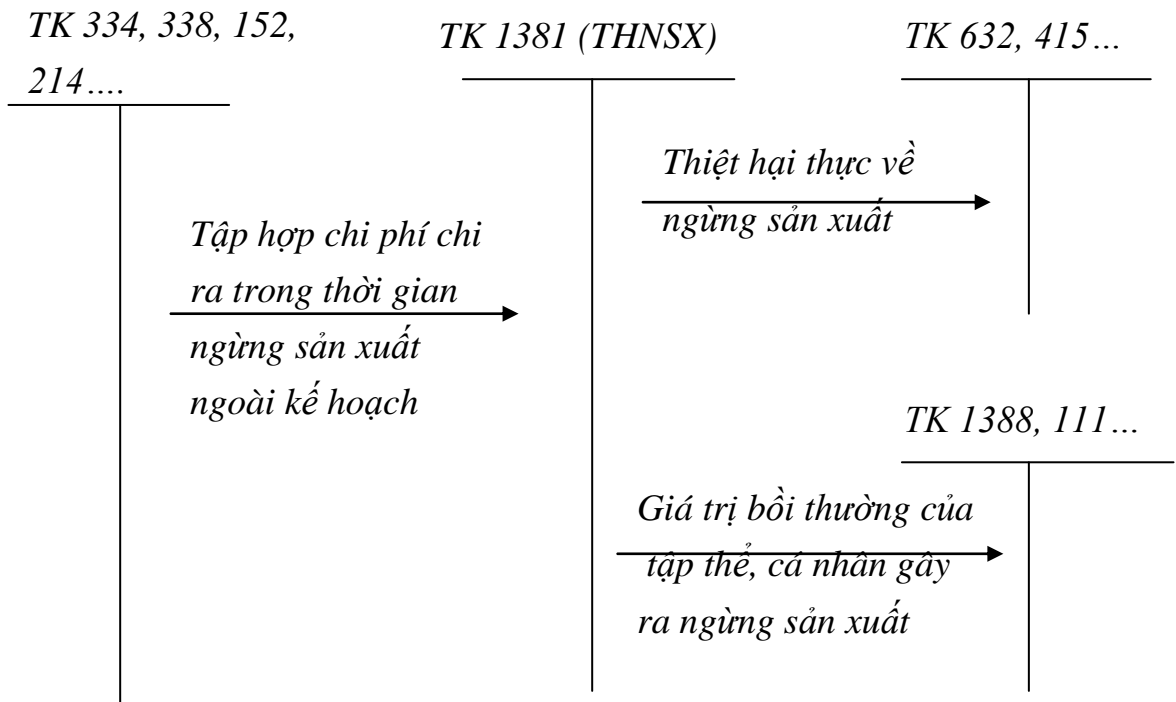 TK 334, 338, 152,
214….
TK 1381 (THNSX)
TK 632, 415…
Thiệt hại thực về
ngừng sản xuất
Tập hợp chi phí chi
ra trong thời gian
ngừng sản xuất
ngoài kế hoạch
TK 1388, 111…
Giá trị bồi thường của
tập thể, cá nhân gây
ra ngừng sản xuất